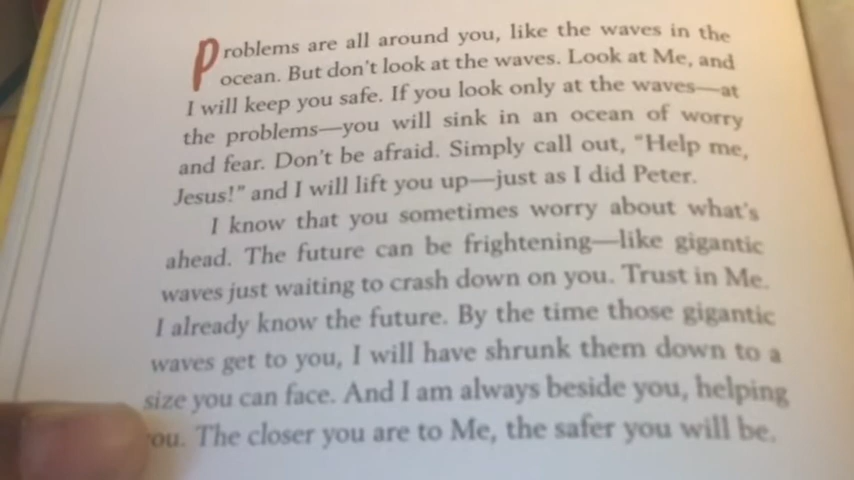 Problems are all around you, like the waves in the
ocean. But don't look at the waves. Look at Me, and
I will keep you safe. If you look only at the waves—at
the problems—you will sink in an ocean of worry
and fear. Don't be afraid. Simply call out, "Help me,
Jesus!" and I will lift you up—just as I did Peter.
I know that you sometimes worry about what's
ahead. The future can be frightening—like gigantic
waves just waiting to crash down on you. Trust in Me.
I already know the future. By the time those gigantic
waves get to you, I will have shrunk them down to a
size you can face. And I am always beside you, helping
you. The closer you are to Me, the safer you will be.